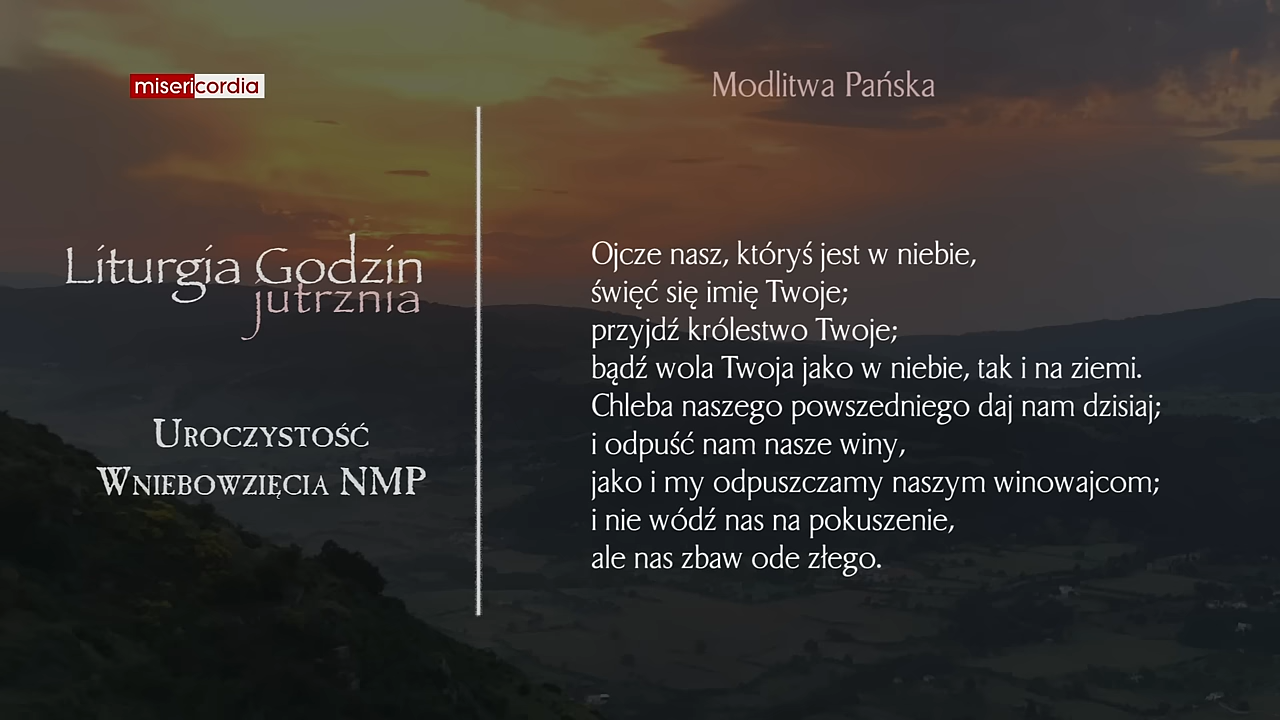 misericordia
Liturgia Godzin
jutrznia
Uroczystość
Wniebowzięcia NMP
Modlitwa Pańska
Ojcze nasz, któryś jest w niebie,
święć się imię Twoje;
przyjdź królestwo Twoje;
bądź wola Twoja jako w niebie, tak i na ziemi.
Chleba naszego powszedniego daj nam dzisiaj;
i odpuść nam nasze winy,
jako i my odpuszczamy naszym winowajcom;
i nie wódź nas na pokuszenie,
ale nas zbaw ode złego.